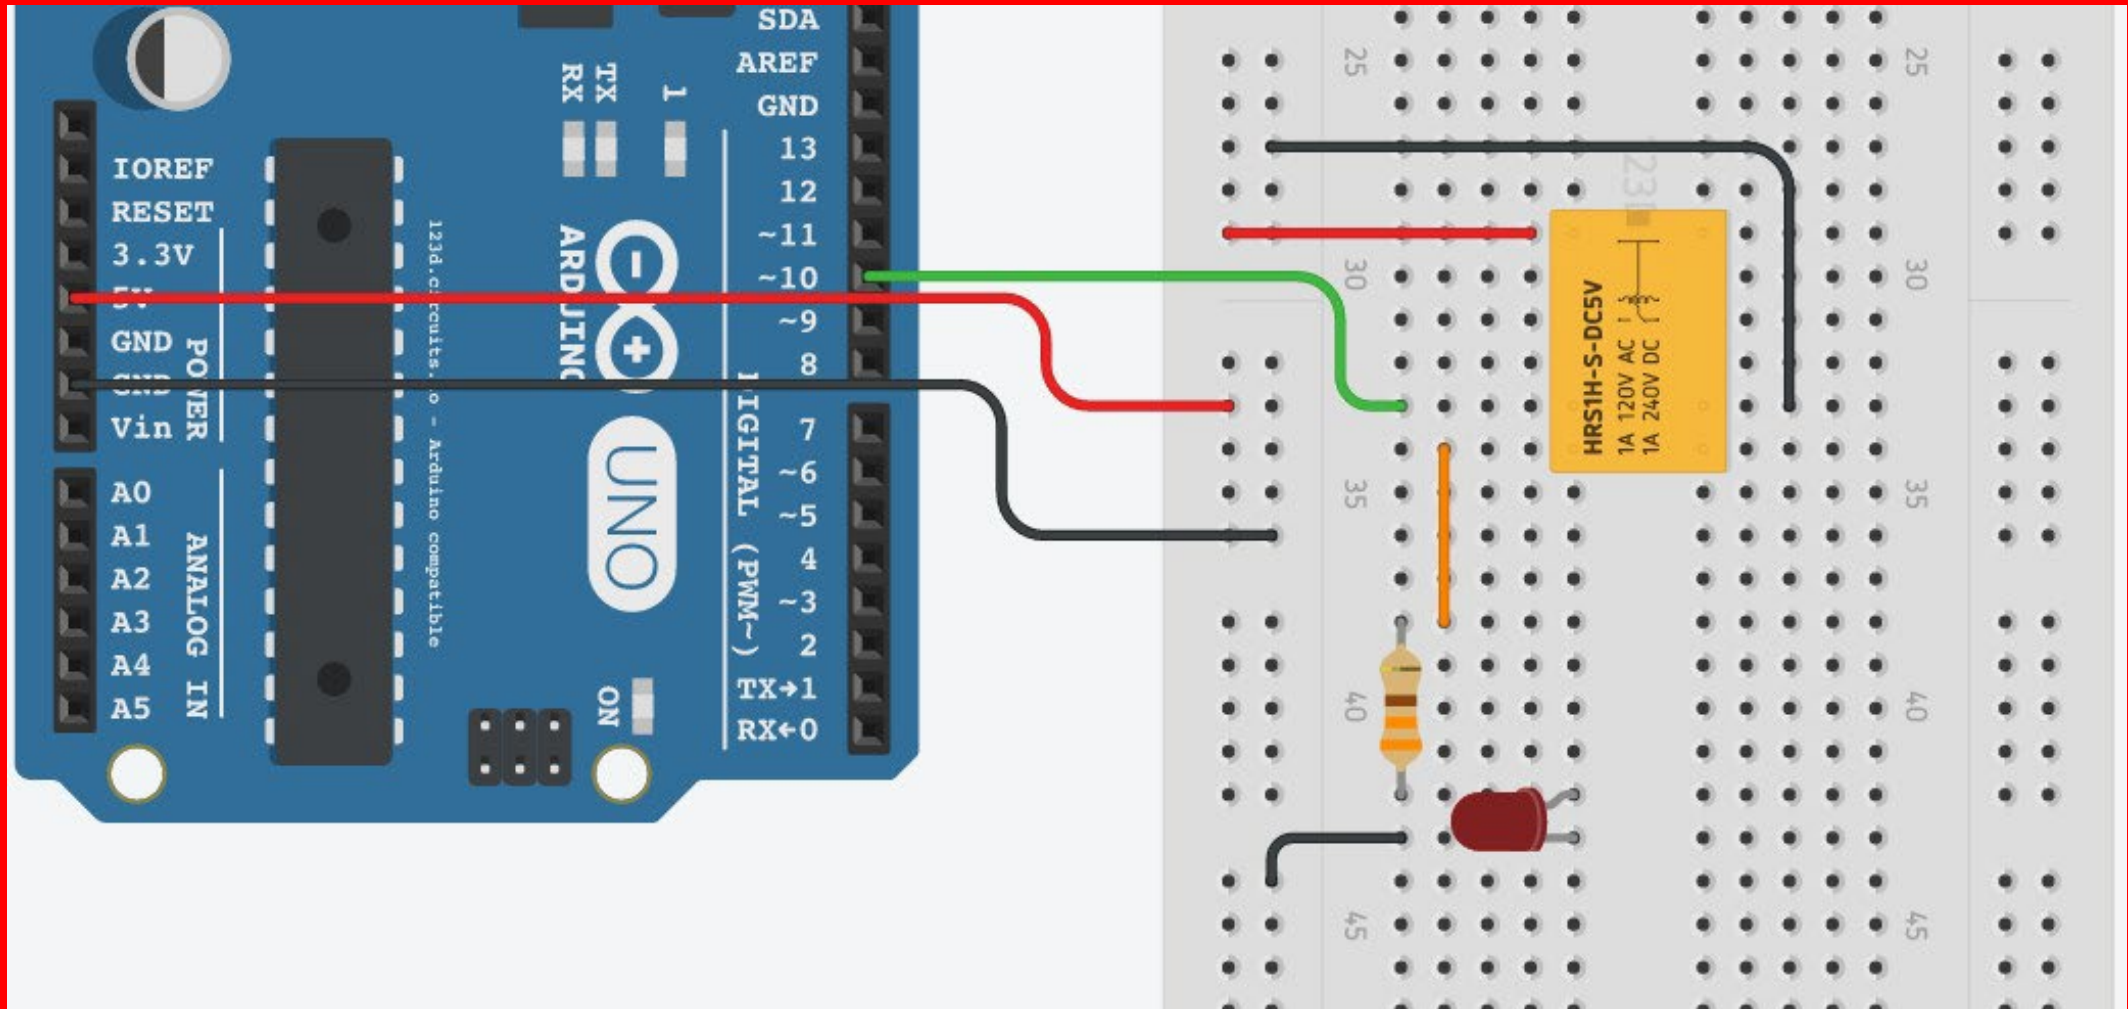 SDA
AREF
GND
13
12
~11
~10
~9
8
7
~6
~5
4
~3
2
TX→1
RX←0
DIGITAL (PWM~)
IOREF
RESET
3.3V
5V
GND
GND
Vin
POWER
A0
A1
A2
A3
A4
A5
ANALOG IN
RX
TX
1
ARDUINO
UNO
ON
123d.circuits.io - Arduino compatible
25
30
35
40
45
25
30
35
40
45
HRS1H-S-DC5V
1A 120V AC
1A 240V DC